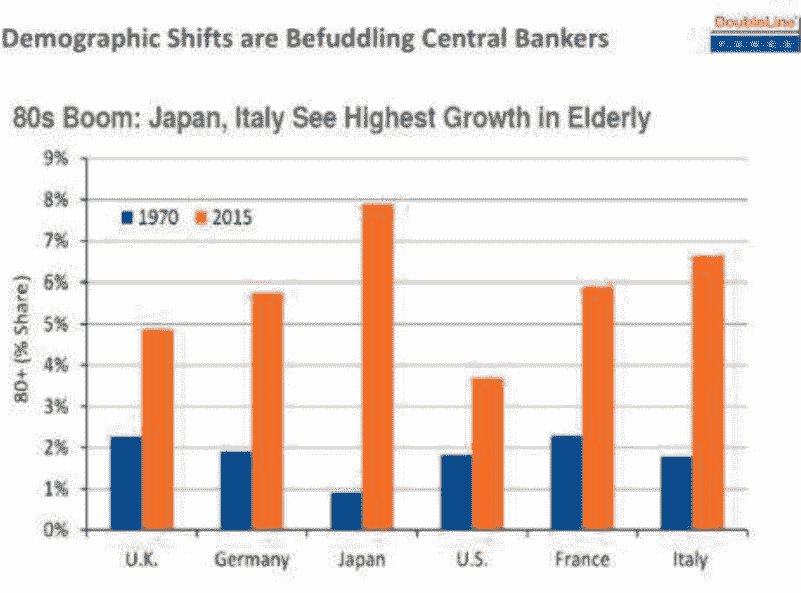 DoubleLine
Demographic Shifts are Befuddling Central Bankers
80s Boom: Japan, Italy See Highest Growth in Elderly
9%
8%
1970 2015
7%
6%
5%
4%
3%
2%
1%
0%
80+ (% Share)
U.K. Germany Japan U.S. France Italy